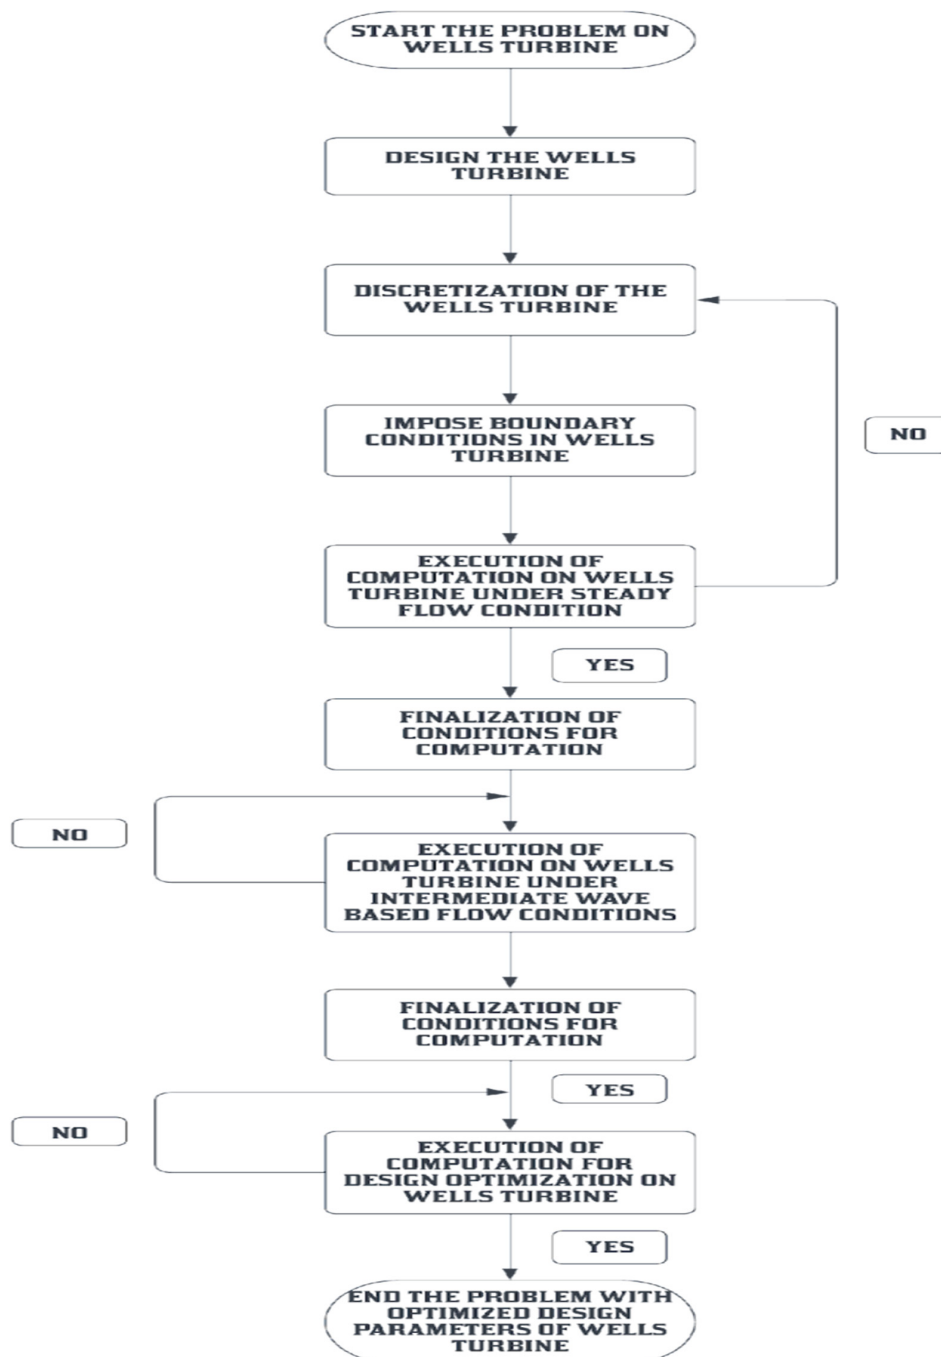 START THE PROBLEM ON
WELLS TURBINE
DESIGN THE WELLS
TURBINE
DISCRETIZATION OF THE
WELLS TURBINE
IMPOSE BOUNDARY
CONDITIONS IN WELLS
TURBINE
NO
EXECUTION OF
COMPUTATION ON WELLS
TURBINE UNDER STEADY
FLOW CONDITION
YES
FINALIZATION OF
CONDITIONS FOR
COMPUTATION
NO
EXECUTION OF
COMPUTATION ON WELLS
TURBINE UNDER
INTERMEDIATE WAVE
BASED FLOW CONDITIONS
FINALIZATION OF
CONDITIONS FOR
COMPUTATION
YES
NO
EXECUTION OF
COMPUTATION FOR
DESIGN OPTIMIZATION ON
WELLS TURBINE
YES
END THE PROBLEM WITH
OPTIMIZED DESIGN
PARAMETERS OF WELLS
TURBINE